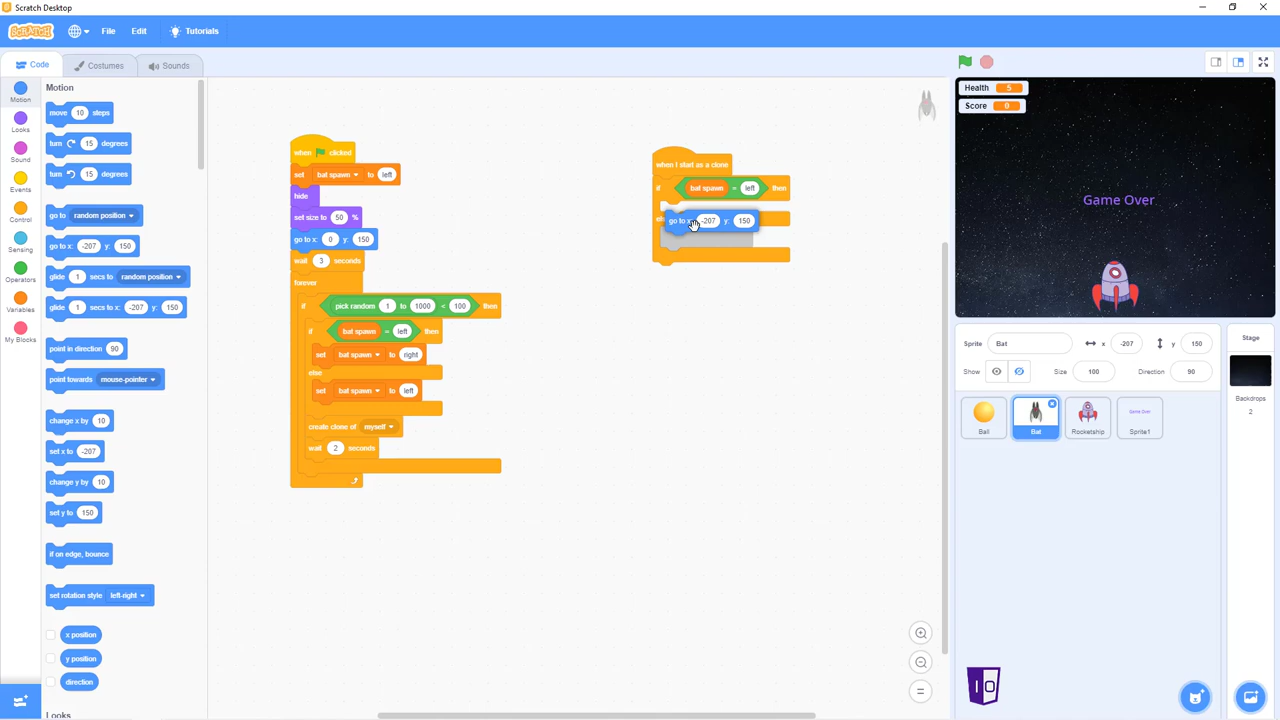 Scratch Desktop
SCRATCH
File
Edit
Tutorials
Code
Costumes
Sounds
Motion
Looks
Sound
Events
Control
Sensing
Operators
Variables
My Blocks
Motion
move 10 steps
turn 15 degrees
turn 15 degrees
go to random position
go to x: -207 y: 150
glide 1 secs to random position
glide 1 secs to x: -207 y: 150
point in direction 90
point towards mouse-pointer
change x by 10
set x to -207
change y by 10
set y to 150
if on edge, bounce
set rotation style left-right
x position
y position
direction
Looks
when clicked
set bat spawn to left
hide
set size to 50 %
go to x: 0 y: 150
wait 3 seconds
forever
if pick random 1 to 1000 < 100 then
if bat spawn = left then
set bat spawn to right
else
set bat spawn to left
create clone of myself
wait 2 seconds
when I start as a clone
if bat spawn = left then
go to x: -207 y: 150
Health 5
Score 0
Game Over
Sprite Bat x -207 y 150
Show Size 100 Direction 90
Ball
Bat
Rocketship
Game Over
Sprite1
Stage
Backdrops
2